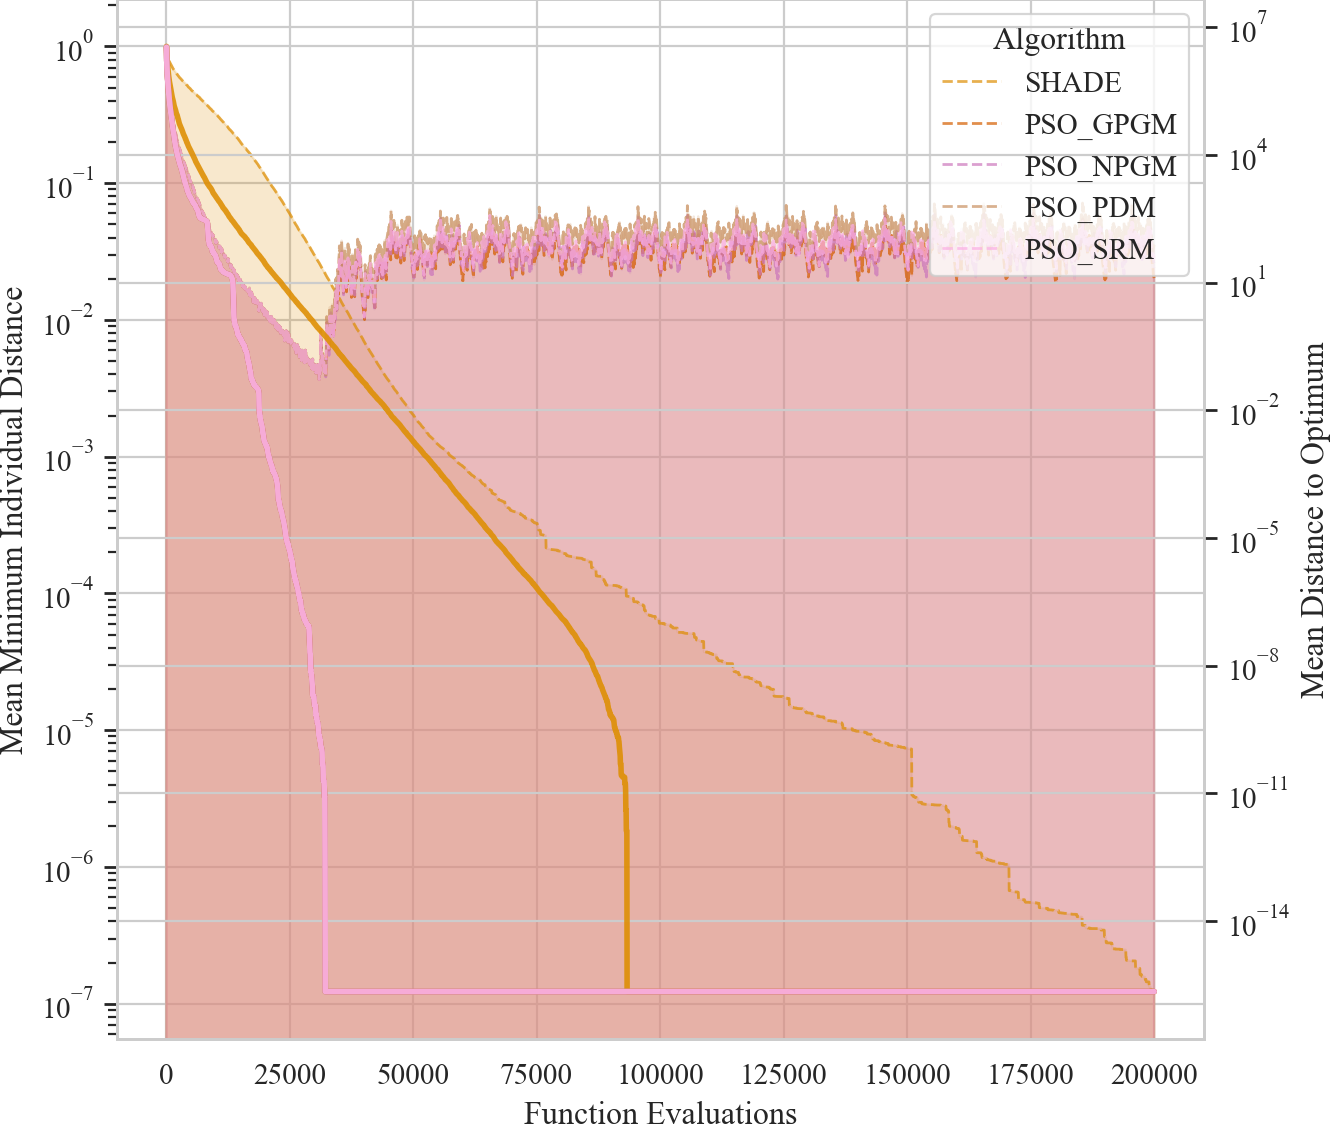 Algorithm
SHADE
PSO_GPGM
PSO_NPGM
PSO_PDM
PSO_SRM
Mean Minimum Individual Distance
10^0
10^-1
10^-2
10^-3
10^-4
10^-5
10^-6
10^-7
10^7
10^4
10^1
10^-2
10^-5
10^-8
10^-11
10^-14
Mean Distance to Optimum
0 25000 50000 75000 100000 125000 150000 175000 200000
Function Evaluations